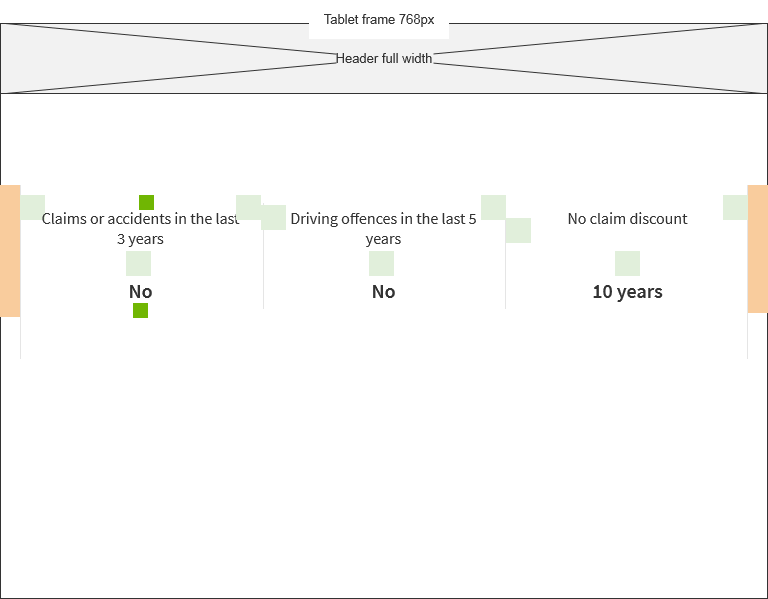 Tablet frame 768px
Header full width
Claims or accidents in the last
3 years
No
Driving offences in the last 5
years
No
No claim discount
10 years